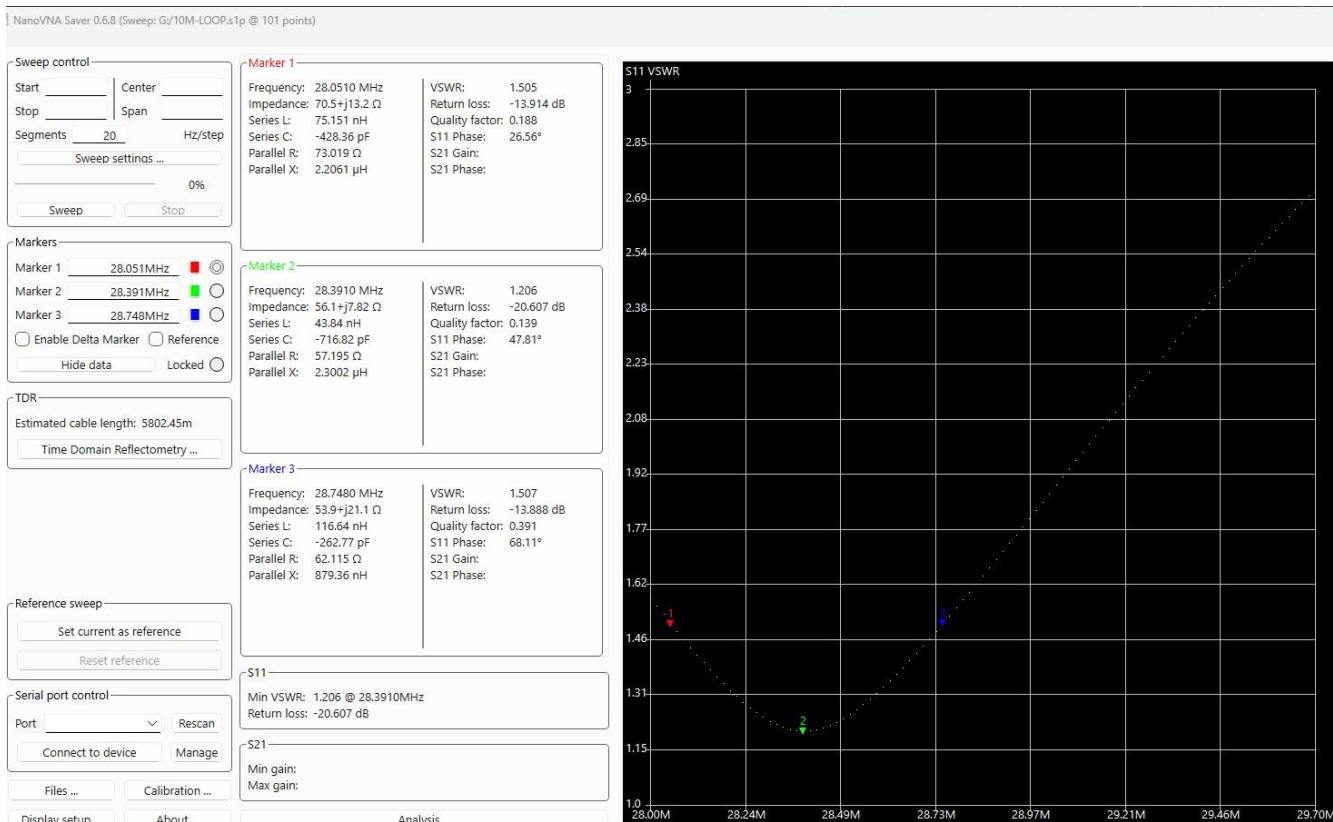 NanoVNA Saver 0.6.8 (Sweep: G:/10M-LOOP.s1p @ 101 points)
Sweep control
Start Center
Stop Span
Segments 20 Hz/step
Sweep settings ...
0%
Sweep Stop
Markers
Marker 1 28.051MHz
Marker 2 28.391MHz
Marker 3 28.748MHz
Enable Delta Marker Reference
Hide data Locked
TDR
Estimated cable length: 5802.45m
Time Domain Reflectometry ...
Reference sweep
Set current as reference
Reset reference
Serial port control
Port Rescan
Connect to device Manage
Files ... Calibration ...
Display setup ... About ...
Marker 1
Frequency: 28.0510 MHz VSWR: 1.505
Impedance: 70.5+j13.2 Ω Return loss: -13.914 dB
Series L: 75.151 nH Quality factor: 0.188
Series C: -428.36 pF S11 Phase: 26.56°
Parallel R: 73.019 Ω S21 Gain:
Parallel X: 2.2061 µH S21 Phase:
Marker 2
Frequency: 28.3910 MHz VSWR: 1.206
Impedance: 56.1+j7.82 Ω Return loss: -20.607 dB
Series L: 43.84 nH Quality factor: 0.139
Series C: -716.82 pF S11 Phase: 47.81°
Parallel R: 57.195 Ω S21 Gain:
Parallel X: 2.3002 µH S21 Phase:
Marker 3
Frequency: 28.7480 MHz VSWR: 1.507
Impedance: 53.9+j21.1 Ω Return loss: -13.888 dB
Series L: 116.64 nH Quality factor: 0.391
Series C: -262.77 pF S11 Phase: 68.11°
Parallel R: 62.115 Ω S21 Gain:
Parallel X: 879.36 nH S21 Phase:
S11
Min VSWR: 1.206 @ 28.3910MHz
Return loss: -20.607 dB
S21
Min gain:
Max gain:
Analysis ...
S11 VSWR
3
2.85
2.69
2.54
2.38
2.23
2.08
1.92
1.77
1.62
1.46
1.31
1.15
1.0
1
2
3
28.00M 28.24M 28.49M 28.73M 28.97M 29.21M 29.46M 29.70M